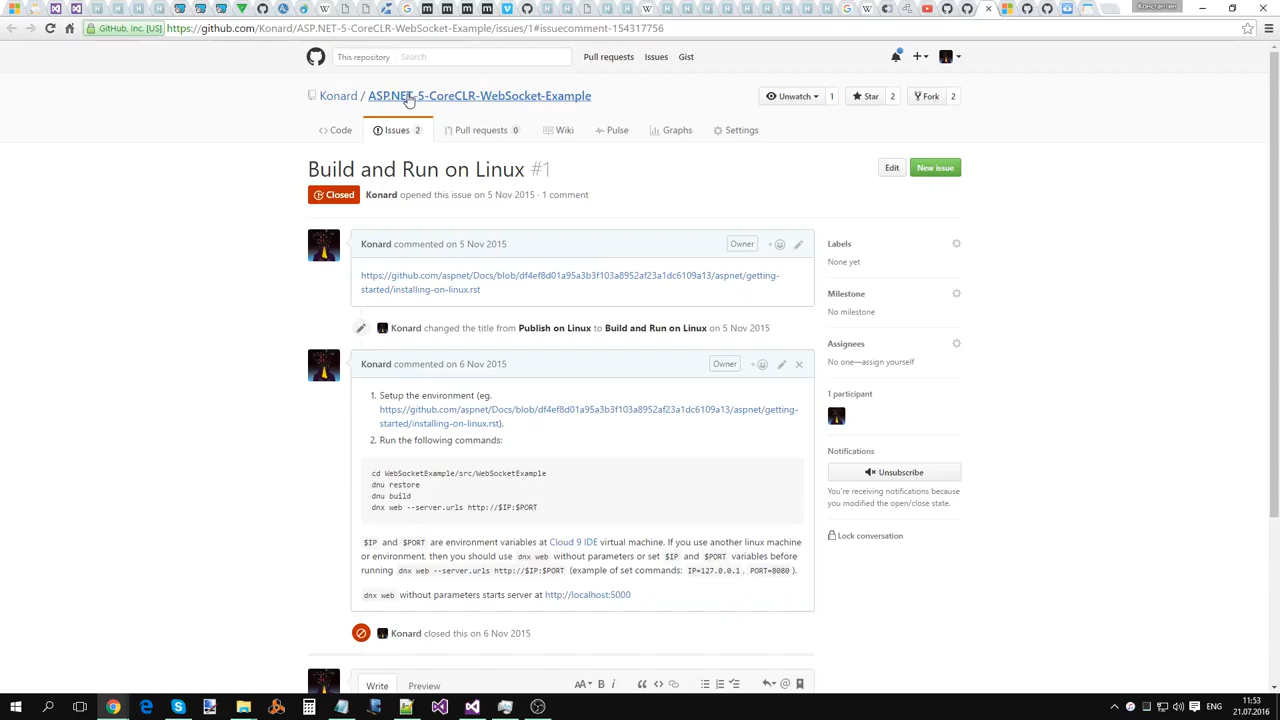 Константин
GitHub, Inc. [US]
https://github.com/Konard/ASP.NET-5-CoreCLR-WebSocket-Example/issues/1#issuecomment-154317756
This repository Search Pull requests Issues Gist
Konard / ASP.NET-5-CoreCLR-WebSocket-Example Unwatch 1 Star 2 Fork 2
Code Issues 2 Pull requests 0 Wiki Pulse Graphs Settings
Build and Run on Linux #1 Edit New issue
Closed Konard opened this issue on 5 Nov 2015 · 1 comment
Konard commented on 5 Nov 2015 Owner
https://github.com/aspnet/Docs/blob/df4ef8d01a95a3b3f103a8952af23a1dc6109a13/aspnet/getting-
started/installing-on-linux.rst
Konard changed the title from Publish on Linux to Build and Run on Linux on 5 Nov 2015
Konard commented on 6 Nov 2015 Owner
1. Setup the environment (eg.
https://github.com/aspnet/Docs/blob/df4ef8d01a95a3b3f103a8952af23a1dc6109a13/aspnet/getting-
started/installing-on-linux.rst).
2. Run the following commands:
cd WebSocketExample/src/WebSocketExample
dnu restore
dnu build
dnx web --server.urls http://$IP:$PORT
$IP and $PORT are environment variables at Cloud 9 IDE virtual machine. If you use another linux machine
or environment, then you should use dnx web without parameters or set $IP and $PORT variables before
running dnx web --server.urls http://$IP:$PORT (example of set commands: IP=127.0.0.1 , PORT=8080 ).
dnx web without parameters starts server at http://localhost:5000
Konard closed this on 6 Nov 2015
Write Preview
AA B i
Labels
None yet
Milestone
No milestone
Assignees
No one—assign yourself
1 participant
Notifications
Unsubscribe
You're receiving notifications because
you modified the open/close state.
Lock conversation
ENG
11:53
21.07.2016